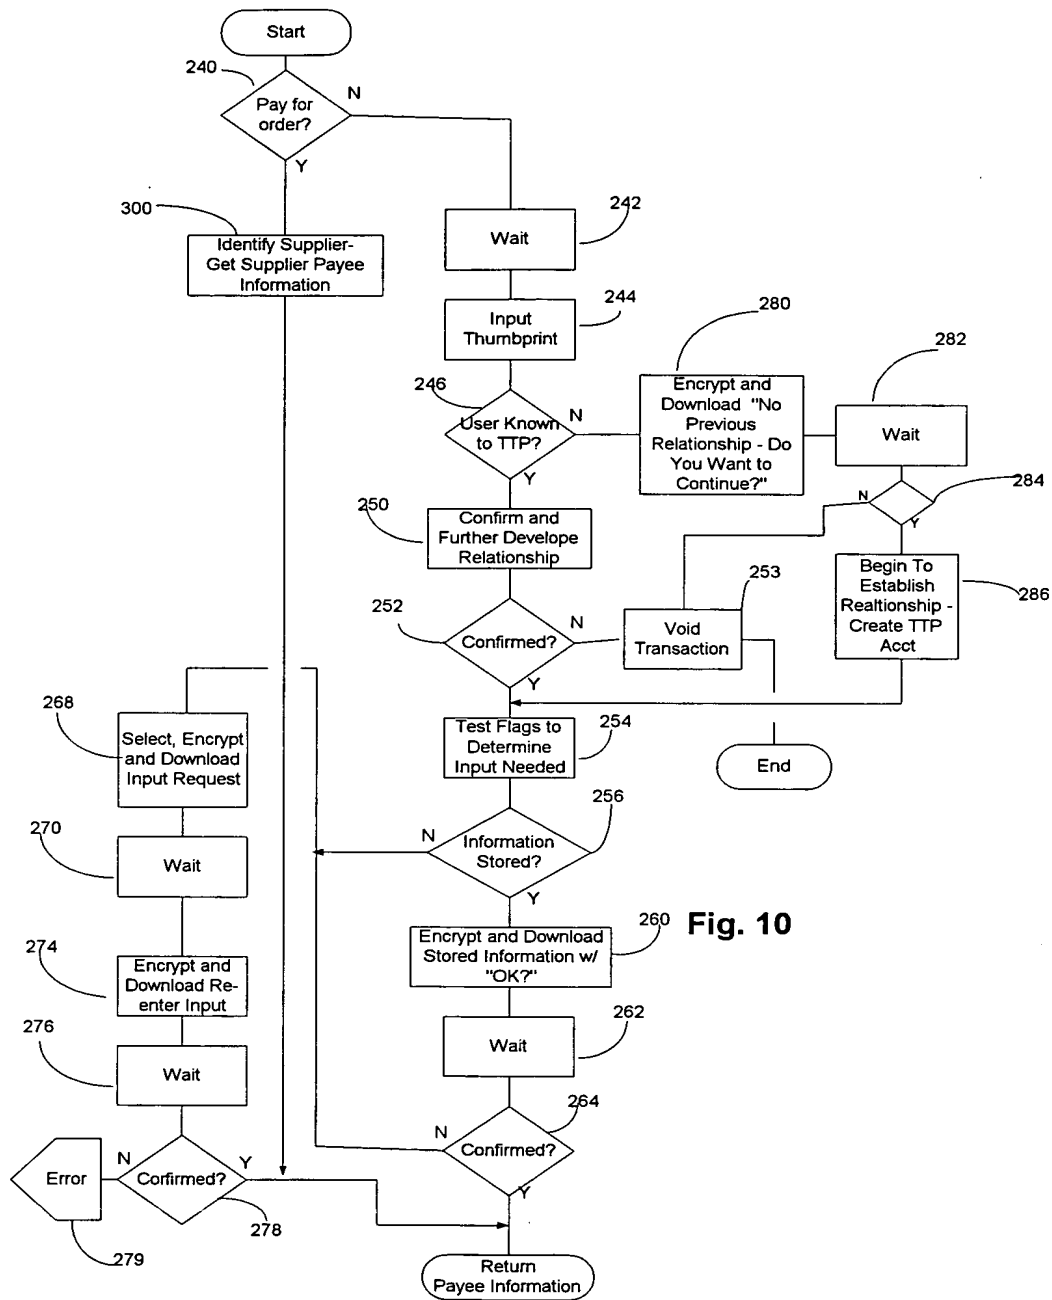 Start
240
N
Pay for
order?
Y
300
Identify Supplier-
Get Supplier Payee
Information
242
Wait
244
Input
Thumbprint
246
User Known
to TTP?
N
Y
280
Encrypt and
Download "No
Previous
Relationship - Do
You Want to
Continue?"
282
Wait
N
284
Y
286
Begin To
Establish
Realtionship -
Create TTP
Acct
250
Confirm and
Further Develope
Relationship
252
Confirmed?
N
Y
253
Void
Transaction
End
254
Test Flags to
Determine
Input Needed
256
N
Information
Stored?
Y
260
Encrypt and Download
Stored Information w/
"OK?"
Fig. 10
262
Wait
264
N
Confirmed?
Y
268
Select, Encrypt
and Download
Input Request
270
Wait
274
Encrypt and
Download Re-
enter Input
276
Wait
N
Y
Confirmed?
278
Error
279
Return
Payee Information